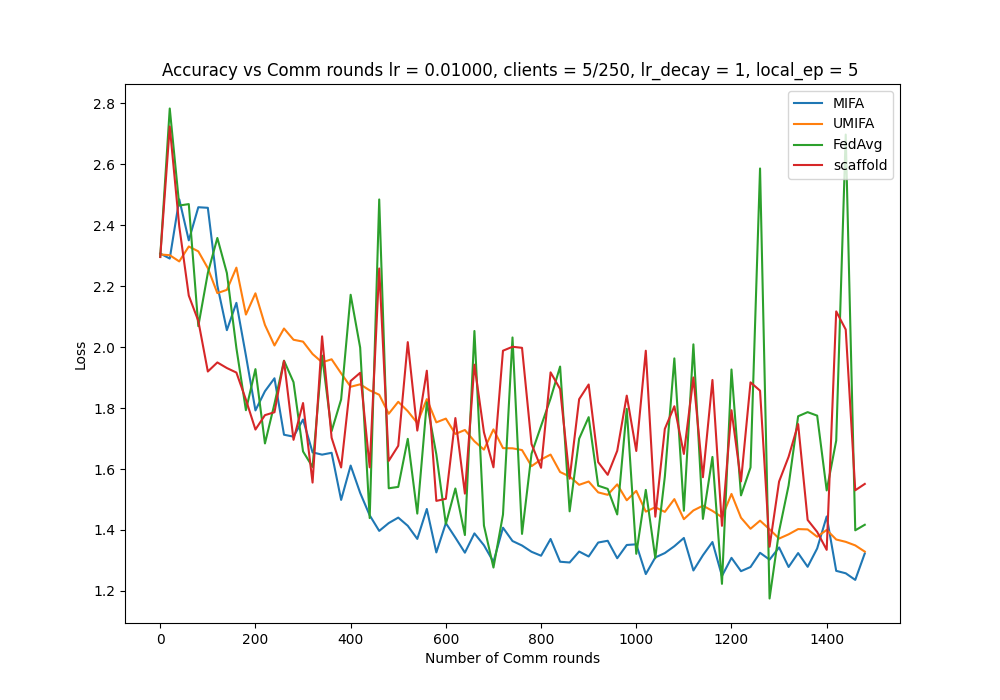 Accuracy vs Comm rounds lr = 0.01000, clients = 5/250, lr_decay = 1, local_ep = 5
MIFA
UMIFA
FedAvg
scaffold
2.8
2.6
2.4
2.2
2.0
1.8
1.6
1.4
1.2
Loss
0 200 400 600 800 1000 1200 1400
Number of Comm rounds